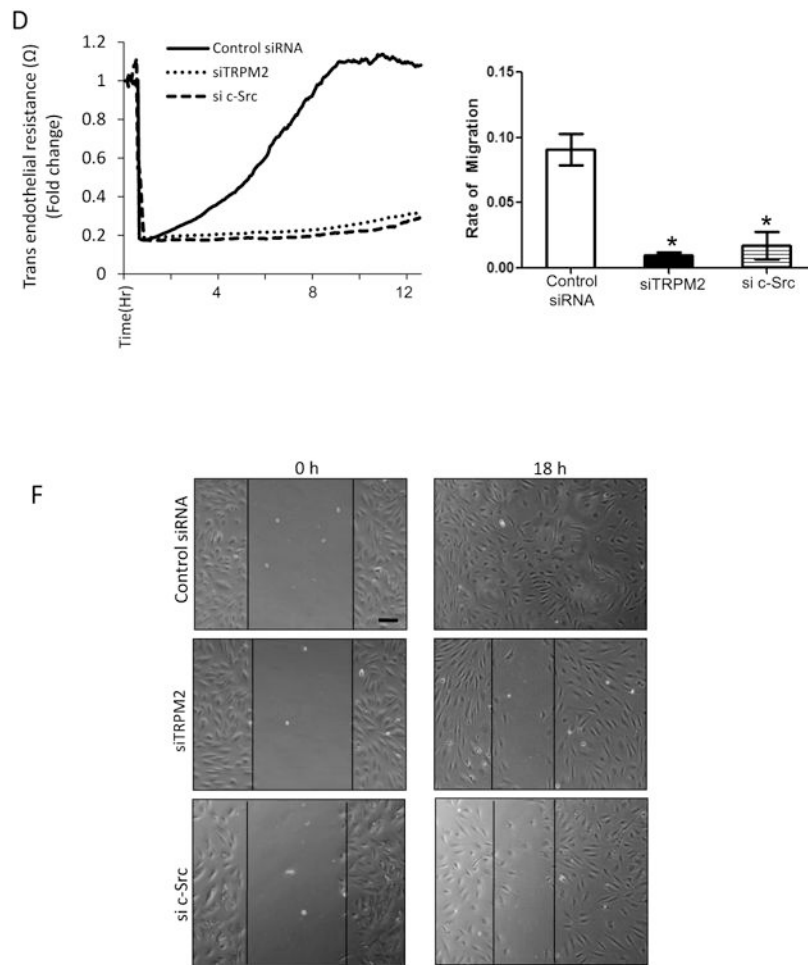 D
Trans endothelial resistance (Ω)
(Fold change)
1.2
1
0.8
0.6
0.4
0.2
0
Control siRNA
siTRPM2
si c-Src
Time(Hr)
4
8
12
Rate of Migration
0.15
0.10
0.05
0.00
*
*
Control
siRNA
siTRPM2
si c-Src
F
0 h
18 h
Control siRNA
siTRPM2
si c-Src